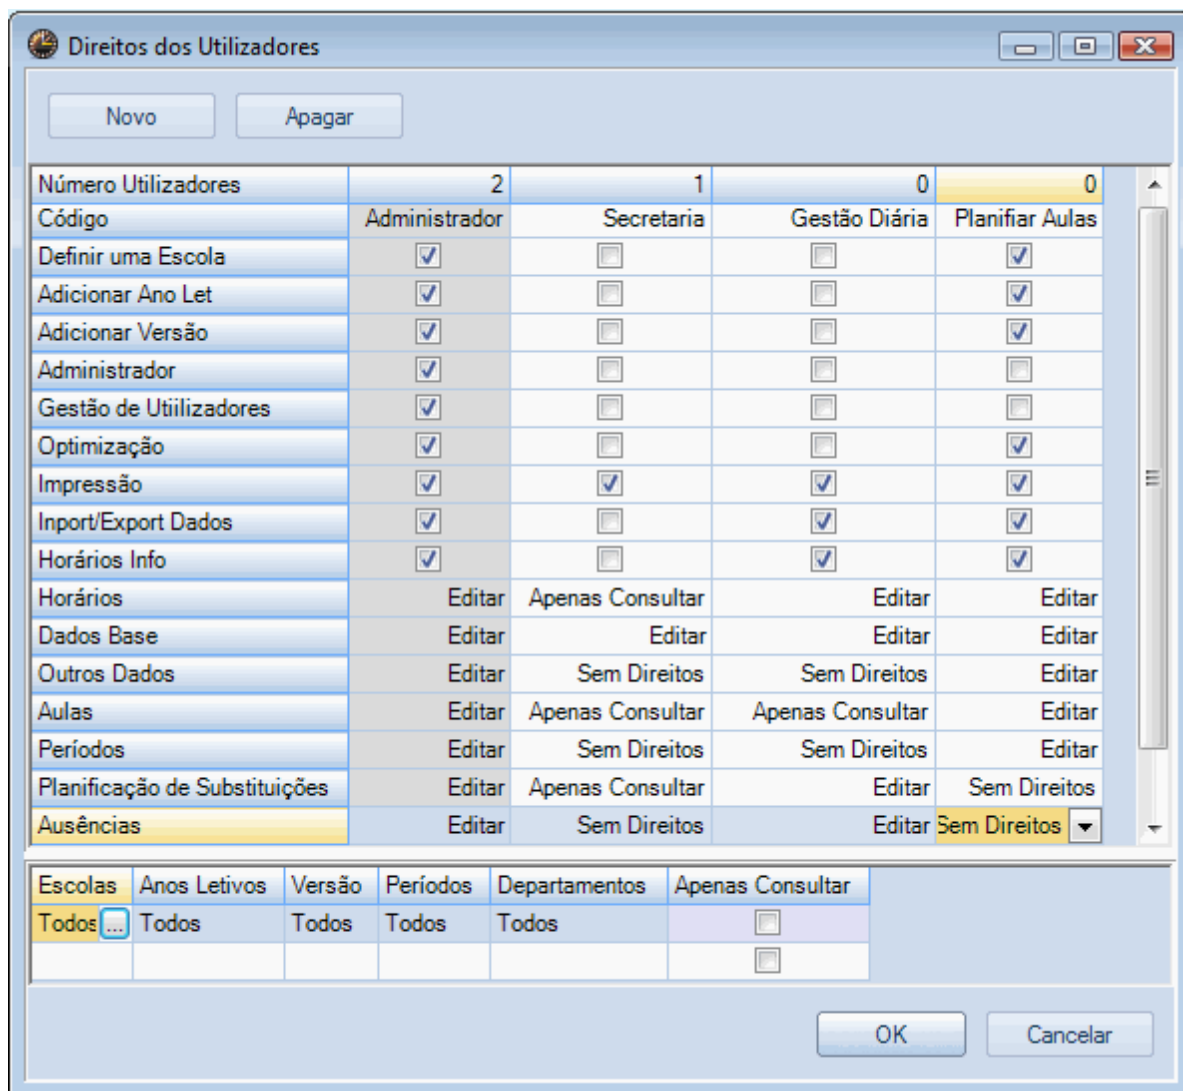 Direitos dos Utilizadores
Novo Apagar
Número Utilizadores 2 1 0 0
Código Administrador Secretaria Gestão Diária Planifiar Aulas
Definir uma Escola
Adicionar Ano Let
Adicionar Versão
Administrador
Gestão de Utiilizadores
Optimização
Impressão
Inport/Export Dados
Horários Info
Horários Editar Apenas Consultar Editar Editar
Dados Base Editar Editar Editar Editar
Outros Dados Editar Sem Direitos Sem Direitos Editar
Aulas Editar Apenas Consultar Apenas Consultar Editar
Períodos Editar Sem Direitos Sem Direitos Editar
Planificação de Substituições Editar Apenas Consultar Editar Sem Direitos
Ausências Editar Sem Direitos Editar Sem Direitos
Escolas Anos Letivos Versão Períodos Departamentos Apenas Consultar
Todos ... Todos Todos Todos Todos
OK Cancelar